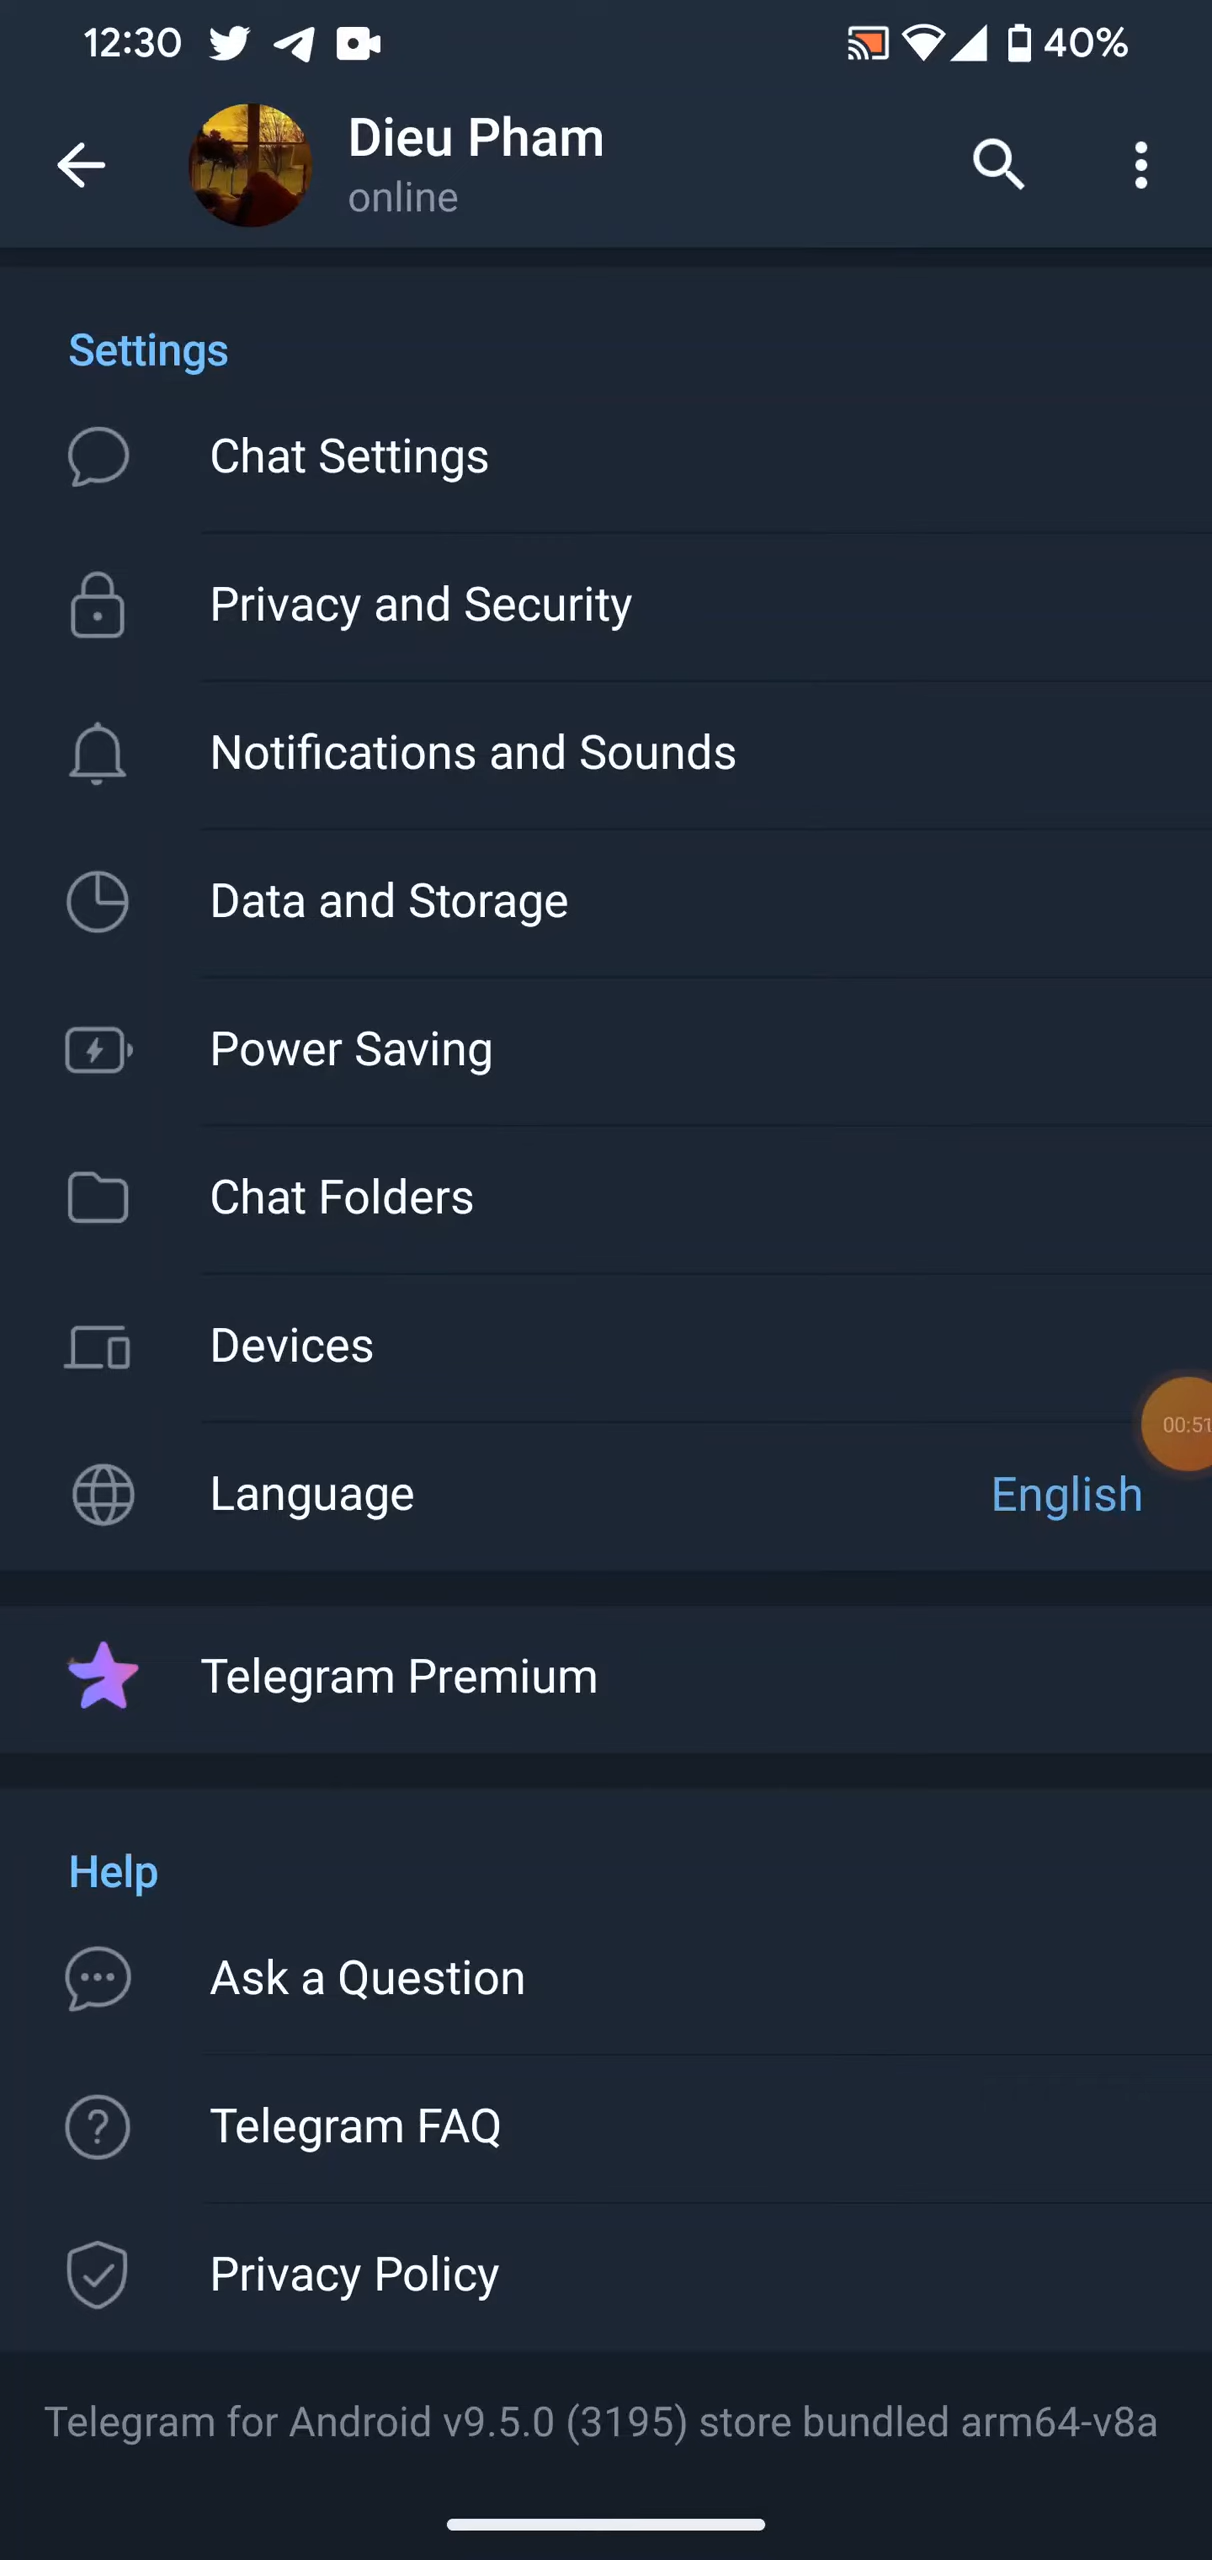 12:30
40%
Dieu Pham
online
Settings
Chat Settings
Privacy and Security
Notifications and Sounds
Data and Storage
Power Saving
Chat Folders
Devices
00:51
Language English
Telegram Premium
Help
Ask a Question
Telegram FAQ
Privacy Policy
Telegram for Android v9.5.0 (3195) store bundled arm64-v8a